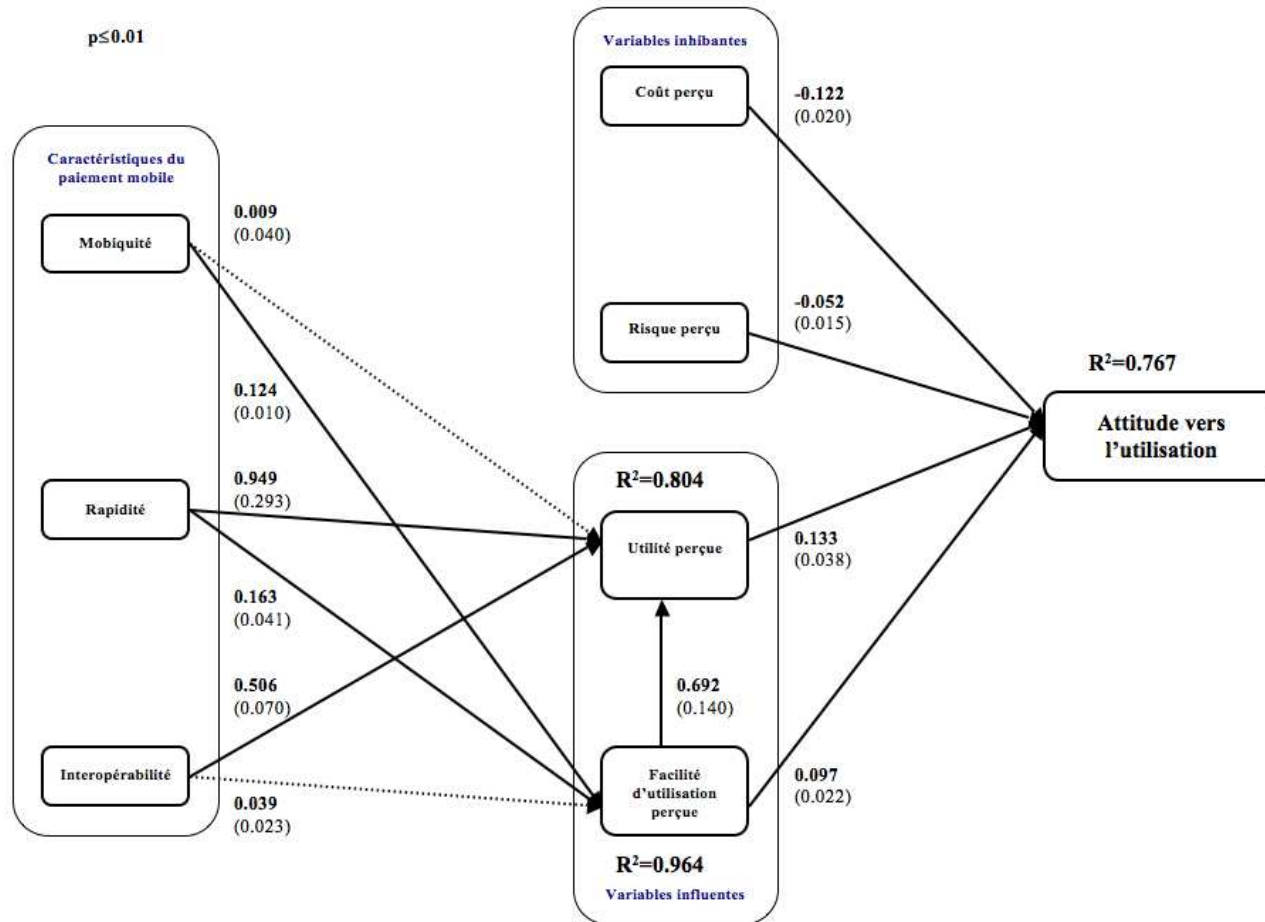 p≤0.01
Caractéristiques du
paiement mobile
Mobiquité
Rapidité
Interopérabilité
0.009
(0.040)
0.124
(0.010)
0.949
(0.293)
0.163
(0.041)
0.506
(0.070)
0.039
(0.023)
Variables inhibantes
Coût perçu
Risque perçu
-0.122
(0.020)
-0.052
(0.015)
R²=0.804
Utilité perçue
0.692
(0.140)
Facilité
d'utilisation
perçue
R²=0.964
Variables influentes
0.133
(0.038)
0.097
(0.022)
R²=0.767
Attitude vers
l'utilisation